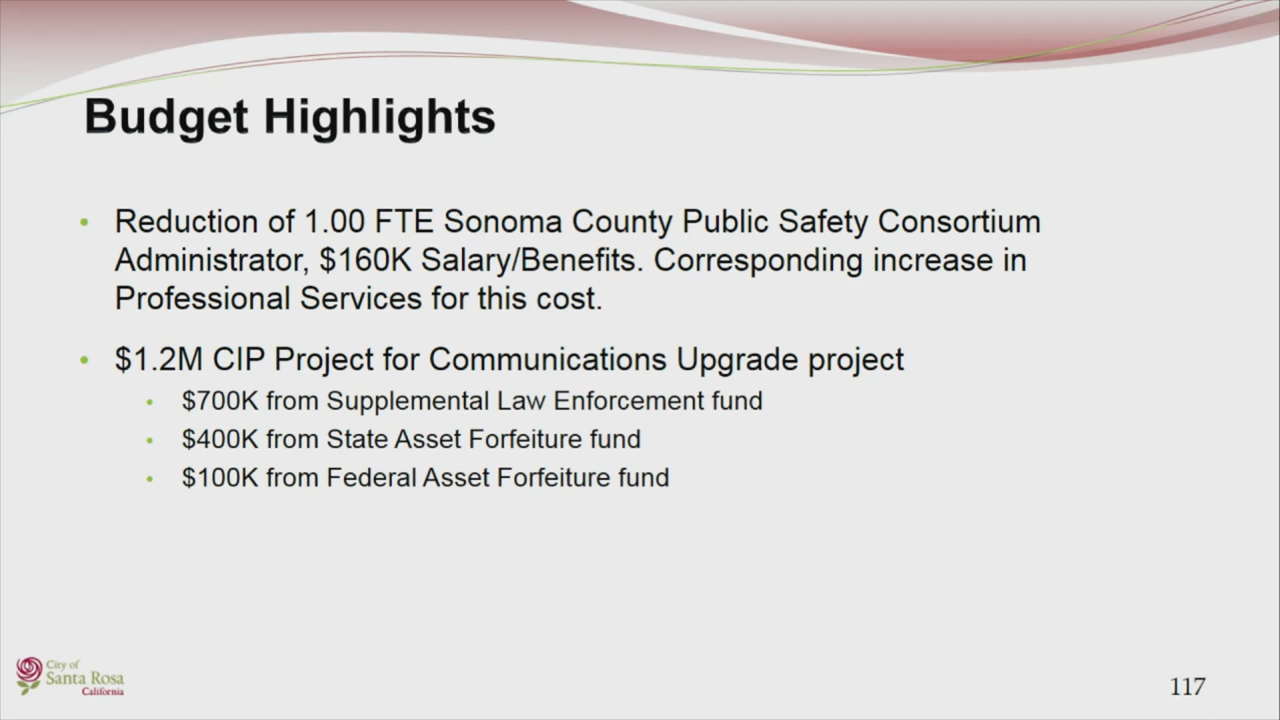 Budget Highlights
• Reduction of 1.00 FTE Sonoma County Public Safety Consortium
Administrator, $160K Salary/Benefits. Corresponding increase in
Professional Services for this cost.
• $1.2M CIP Project for Communications Upgrade project
• $700K from Supplemental Law Enforcement fund
• $400K from State Asset Forfeiture fund
• $100K from Federal Asset Forfeiture fund
City of
Santa Rosa
California
117